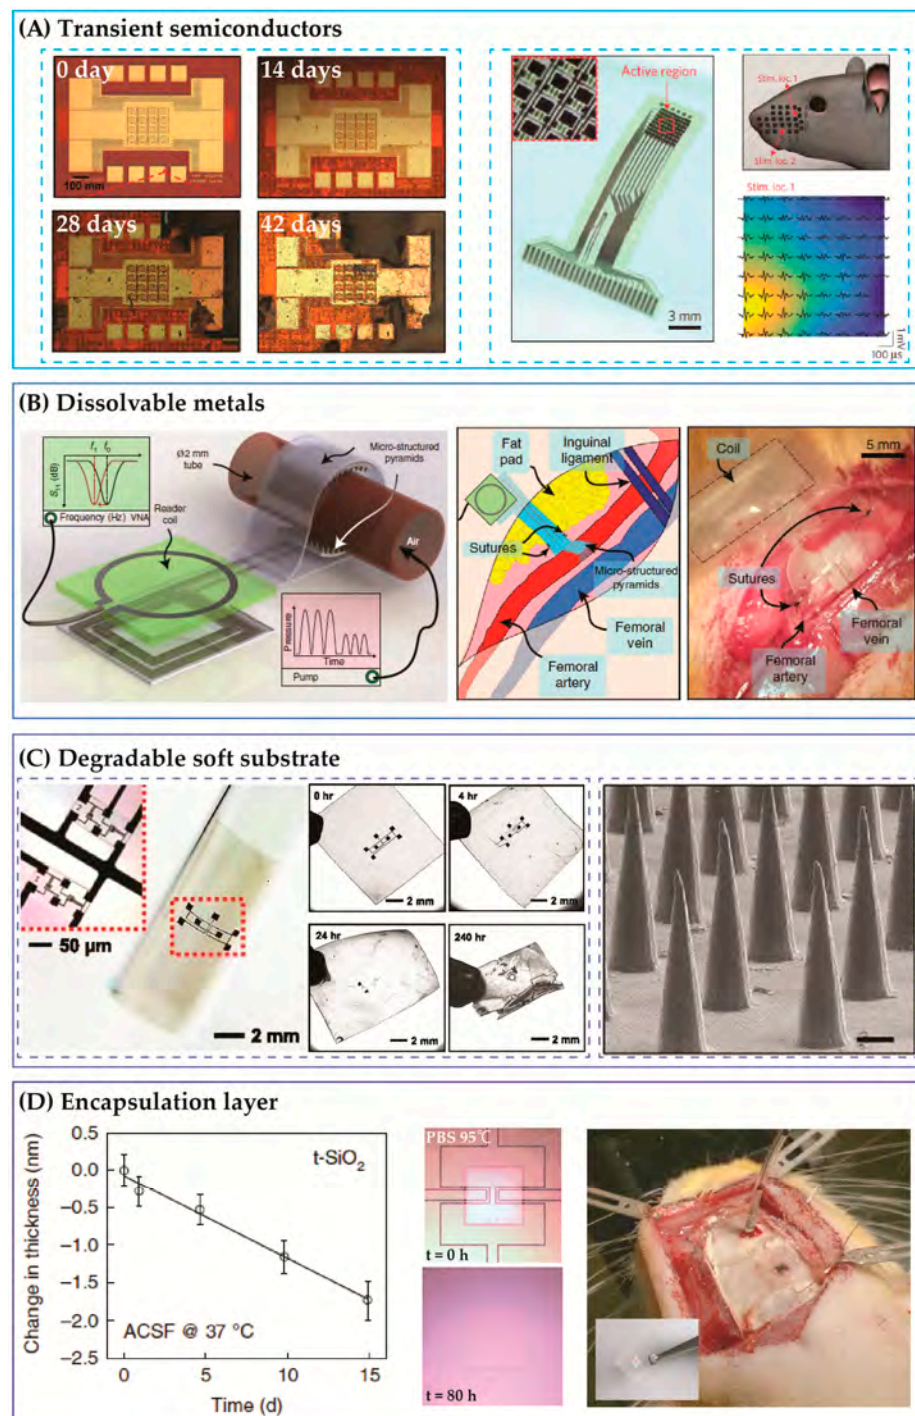 (A) Transient semiconductors
0 day
14 days
100 mm
28 days
42 days
Active region
3 mm
Stim. loc. 1
Stim. loc. 2
Stim. loc. 1
1 mV
100 µs
(B) Dissolvable metals
f₁ f₀
S₁₁ (dB)
Frequency (Hz) VNA
Reader
coil
Ø2 mm
tube
Micro-structured
pyramids
Air
Pressure
Time
Pump
Fat
pad
Inguinal
ligament
Sutures
Micro-structured
pyramids
Femoral
vein
Femoral
artery
Coil
5 mm
Sutures
Femoral
vein
Femoral
artery
(C) Degradable soft substrate
50 µm
2 mm
0 hr
2 mm
4 hr
2 mm
24 hr
2 mm
240 hr
2 mm
(D) Encapsulation layer
Change in thickness (nm)
0.5
0.0
−0.5
−1.0
−1.5
−2.0
−2.5
t-SiO₂
ACSF @ 37 °C
0 5 10 15
Time (d)
PBS 95℃
t = 0 h
t = 80 h